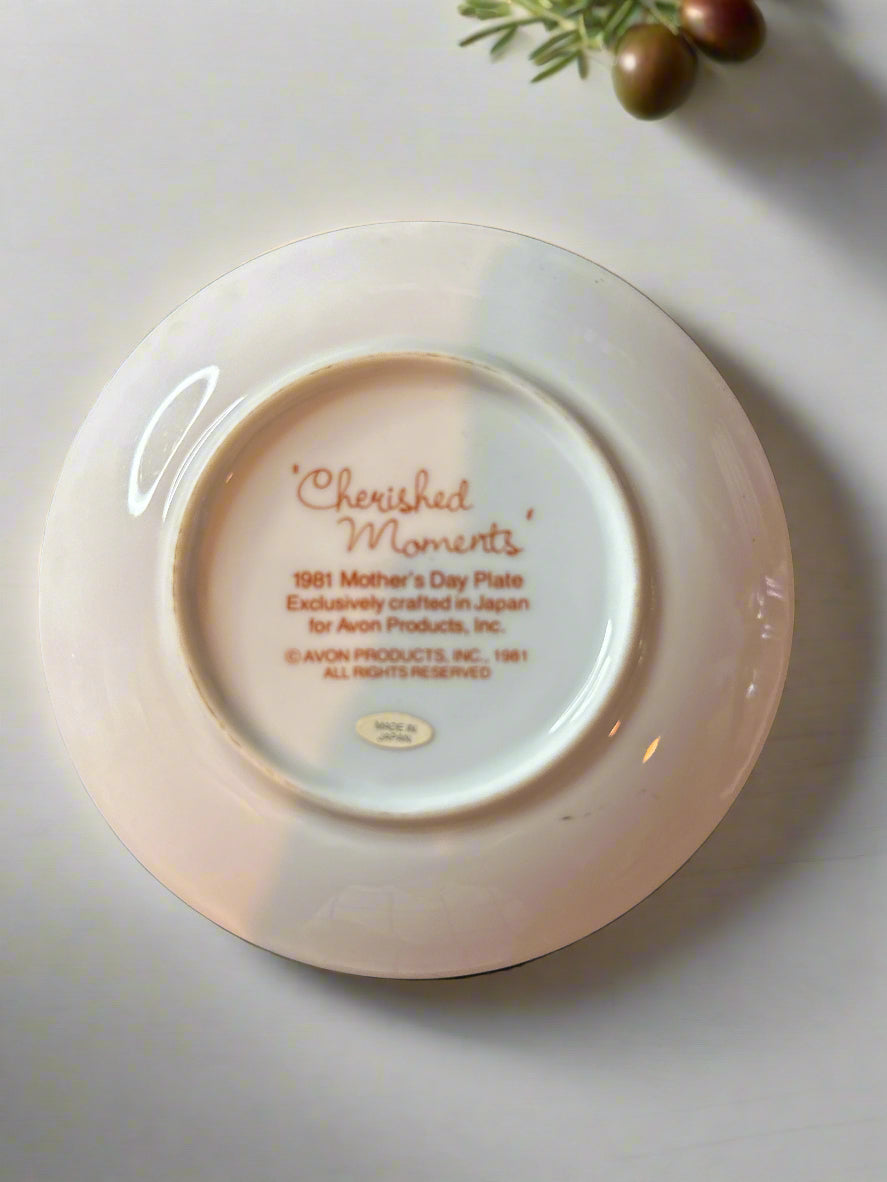 'Cherished
Moments'
1981 Mother's Day Plate
Exclusively crafted in Japan
for Avon Products, Inc.
© AVON PRODUCTS, INC., 1981
ALL RIGHTS RESERVED
MADE IN
JAPAN